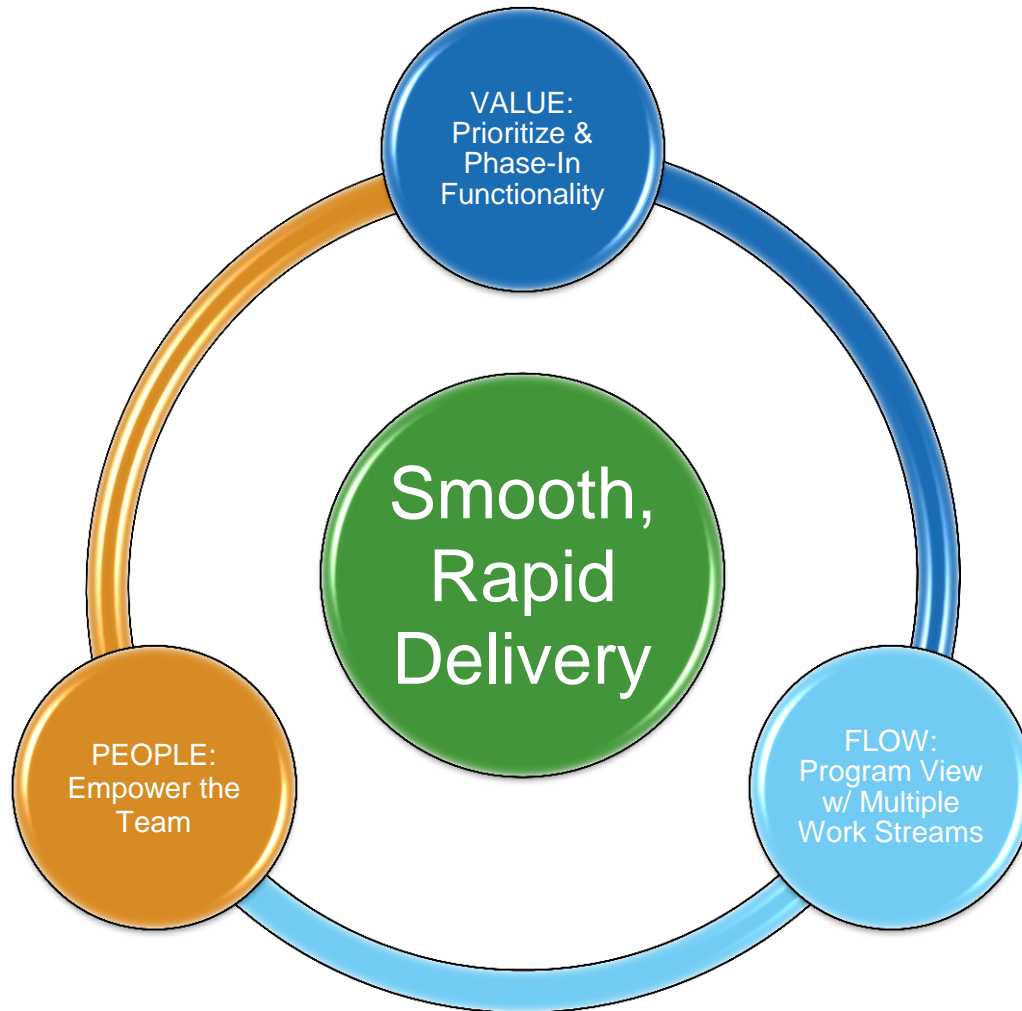 VALUE:
Prioritize &
Phase-In
Functionality
Smooth,
Rapid
Delivery
PEOPLE:
Empower the
Team
FLOW:
Program View
w/ Multiple
Work Streams